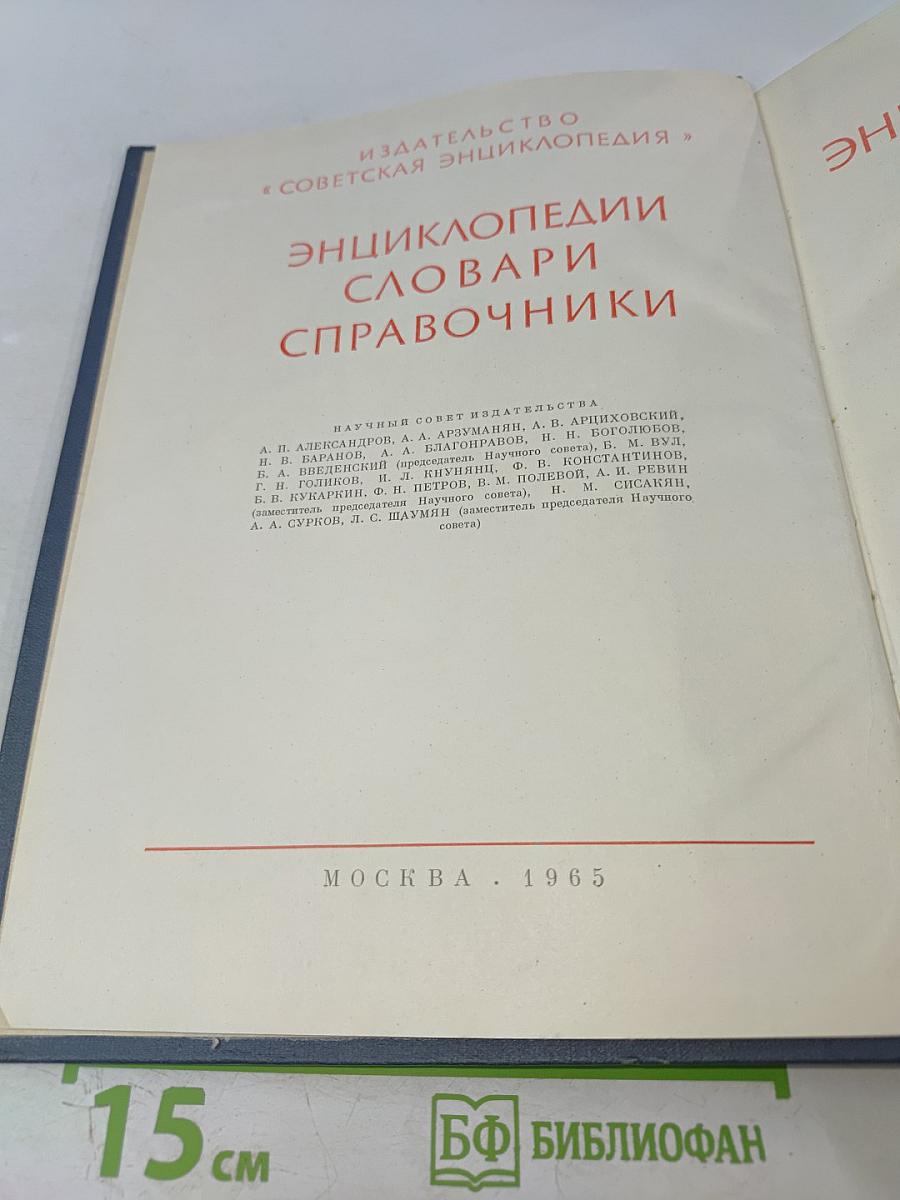 ИЗДАТЕЛЬСТВО
« СОВЕТСКАЯ ЭНЦИКЛОПЕДИЯ »
ЭНЦИКЛОПЕДИИ
СЛОВАРИ
СПРАВОЧНИКИ
НАУЧНЫЙ СОВЕТ ИЗДАТЕЛЬСТВА
А. П. АЛЕКСАНДРОВ, А. А. АРЗУМАНЯН, А. В. АРЦИХОВСКИЙ,
Н. В. БАРАНОВ, А. А. БЛАГОНРАВОВ, Н. Н. БОГОЛЮБОВ,
Б. А. ВВЕДЕНСКИЙ (председатель Научного совета), Б. М. ВУЛ,
Г. Н. ГОЛИКОВ, И. Л. КНУНЯНЦ, Ф. В. КОНСТАНТИНОВ,
Б. В. КУКАРКИН, Ф. Н. ПЕТРОВ, В. М. ПОЛЕВОЙ, А. И. РЕВИН
(заместитель председателя Научного совета), Н. М. СИСАКЯН,
А. А. СУРКОВ, Л. С. ШАУМЯН (заместитель председателя Научного
совета)
МОСКВА . 1965
ЭН
15 см
БФ БИБЛИОФАН